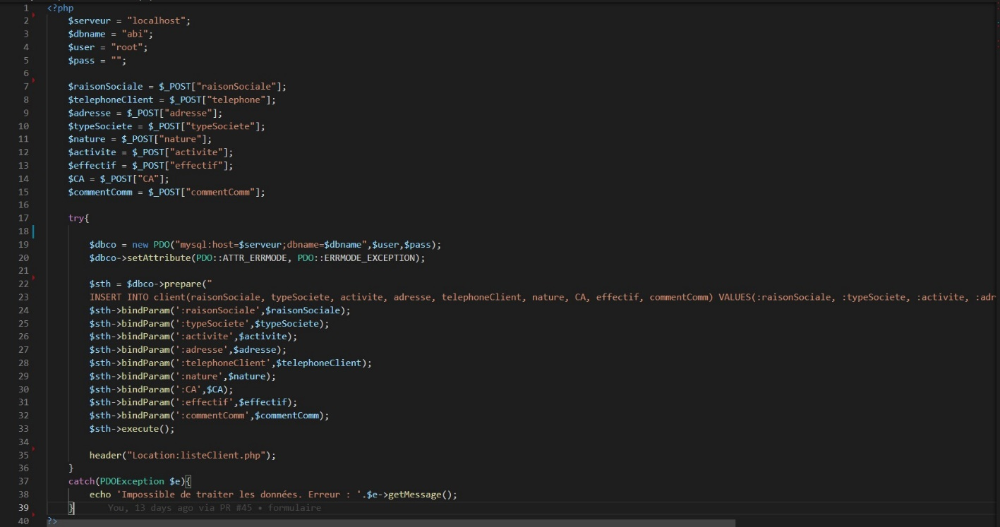 1 <?php
2 $serveur = "localhost";
3 $dbname = "abi";
4 $user = "root";
5 $pass = "";
6
7 $raisonSociale = $_POST["raisonSociale"];
8 $telephoneClient = $_POST["telephone"];
9 $adresse = $_POST["adresse"];
10 $typeSociete = $_POST["typeSociete"];
11 $nature = $_POST["nature"];
12 $activite = $_POST["activite"];
13 $effectif = $_POST["effectif"];
14 $CA = $_POST["CA"];
15 $commentComm = $_POST["commentComm"];
16
17 try{
18
19 $dbco = new PDO("mysql:host=$serveur;dbname=$dbname",$user,$pass);
20 $dbco->setAttribute(PDO::ATTR_ERRMODE, PDO::ERRMODE_EXCEPTION);
21
22 $sth = $dbco->prepare("
23 INSERT INTO client(raisonSociale, typeSociete, activite, adresse, telephoneClient, nature, CA, effectif, commentComm) VALUES(:raisonSociale, :typeSociete, :activite, :adr
24 $sth->bindParam(':raisonSociale',$raisonSociale);
25 $sth->bindParam(':typeSociete',$typeSociete);
26 $sth->bindParam(':activite',$activite);
27 $sth->bindParam(':adresse',$adresse);
28 $sth->bindParam(':telephoneClient',$telephoneClient);
29 $sth->bindParam(':nature',$nature);
30 $sth->bindParam(':CA',$CA);
31 $sth->bindParam(':effectif',$effectif);
32 $sth->bindParam(':commentComm',$commentComm);
33 $sth->execute();
34
35 header("Location:listeClient.php");
36 }
37 catch(PDOException $e){
38 echo 'Impossible de traiter les données. Erreur : '.$e->getMessage();
39 } You, 13 days ago via PR #45 • formulaire
40 ?>